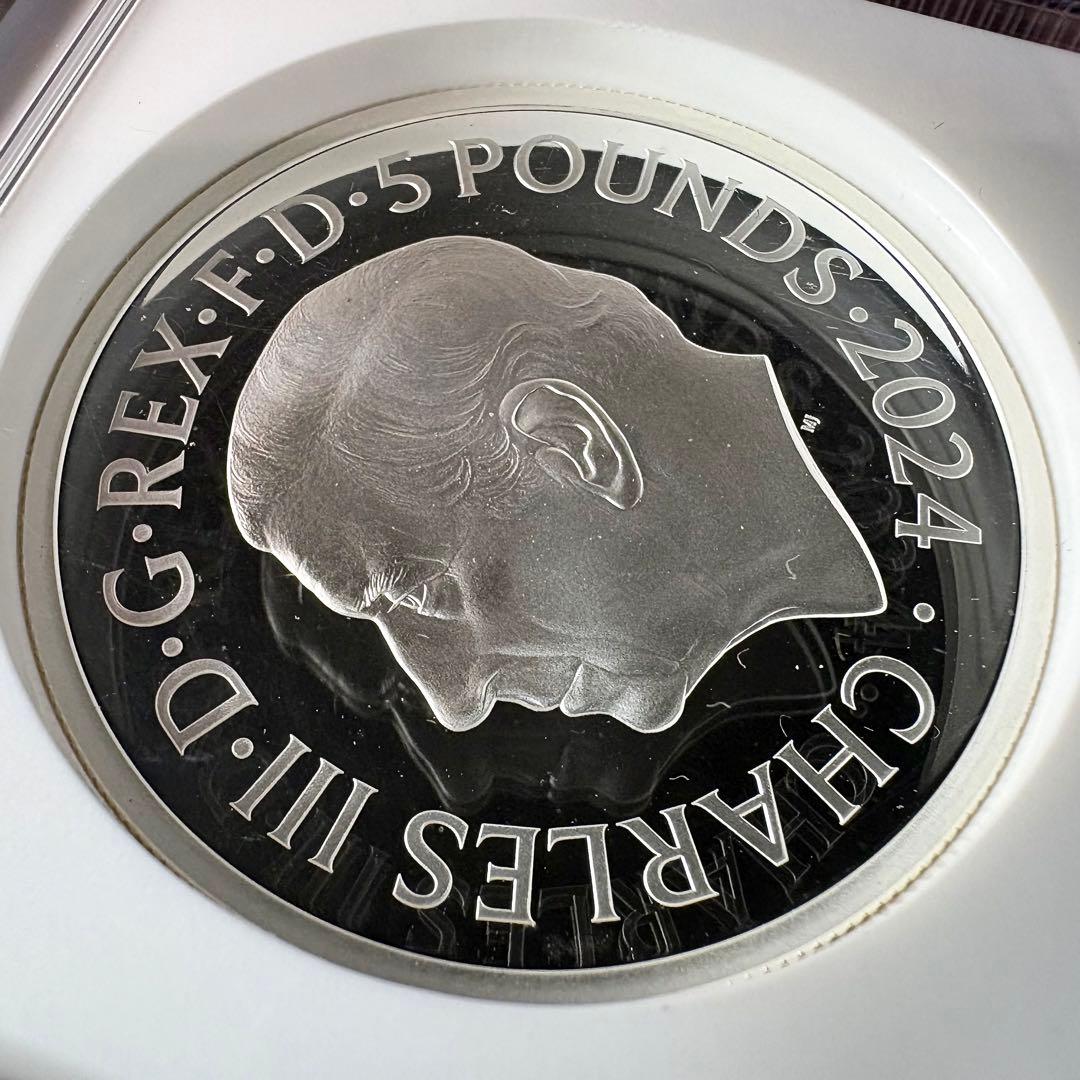 · CHARLES III · D · G · REX · F · D · 5 POUNDS · 2024
MJ